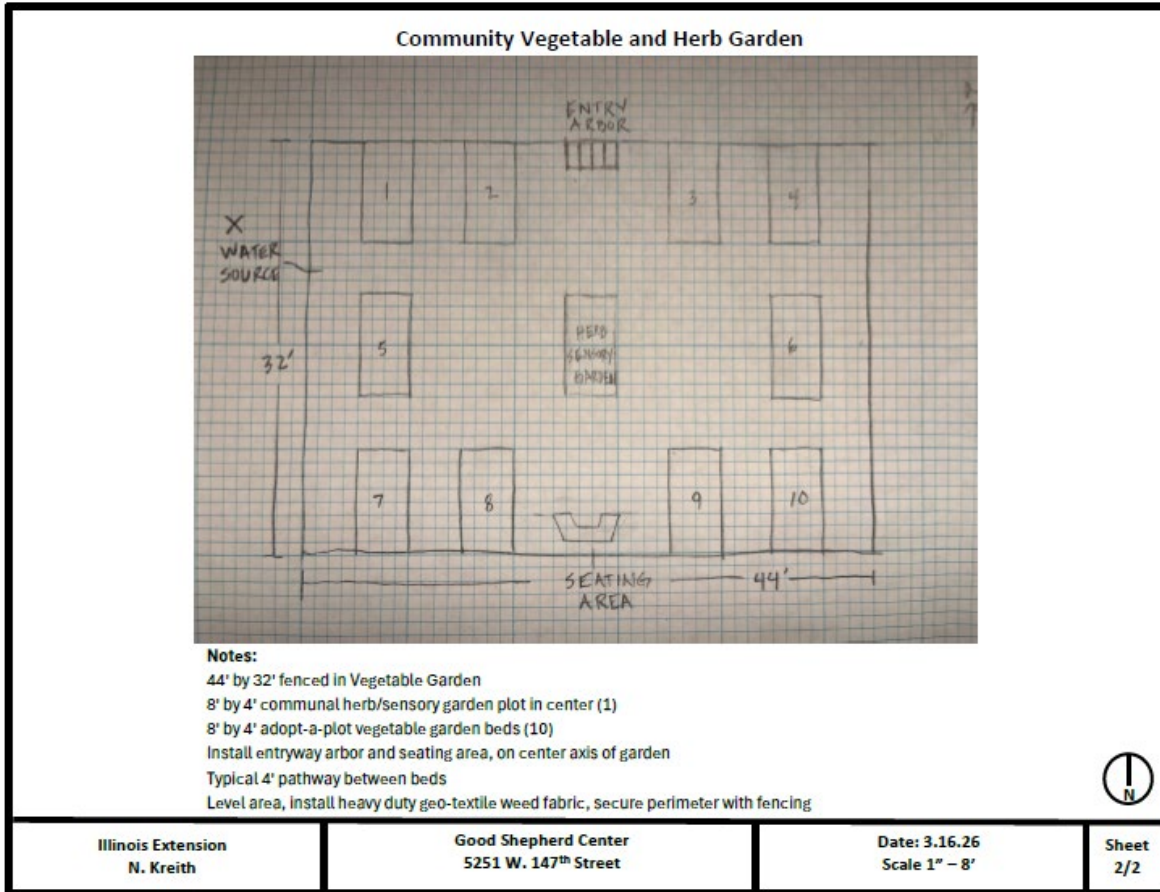 Community Vegetable and Herb Garden
ENTRY
ARBOR
1
2
3
4
X
WATER
SOURCE
32'
5
HERB
SENSORY
GARDEN
6
7
8
9
10
SEATING
AREA
44'
Notes:
44' by 32' fenced in Vegetable Garden
8' by 4' communal herb/sensory garden plot in center (1)
8' by 4' adopt-a-plot vegetable garden beds (10)
Install entryway arbor and seating area, on center axis of garden
Typical 4' pathway between beds
Level area, install heavy duty geo-textile weed fabric, secure perimeter with fencing
N
Illinois Extension
N. Kreith
Good Shepherd Center
5251 W. 147th Street
Date: 3.16.26
Scale 1” – 8’
Sheet
2/2